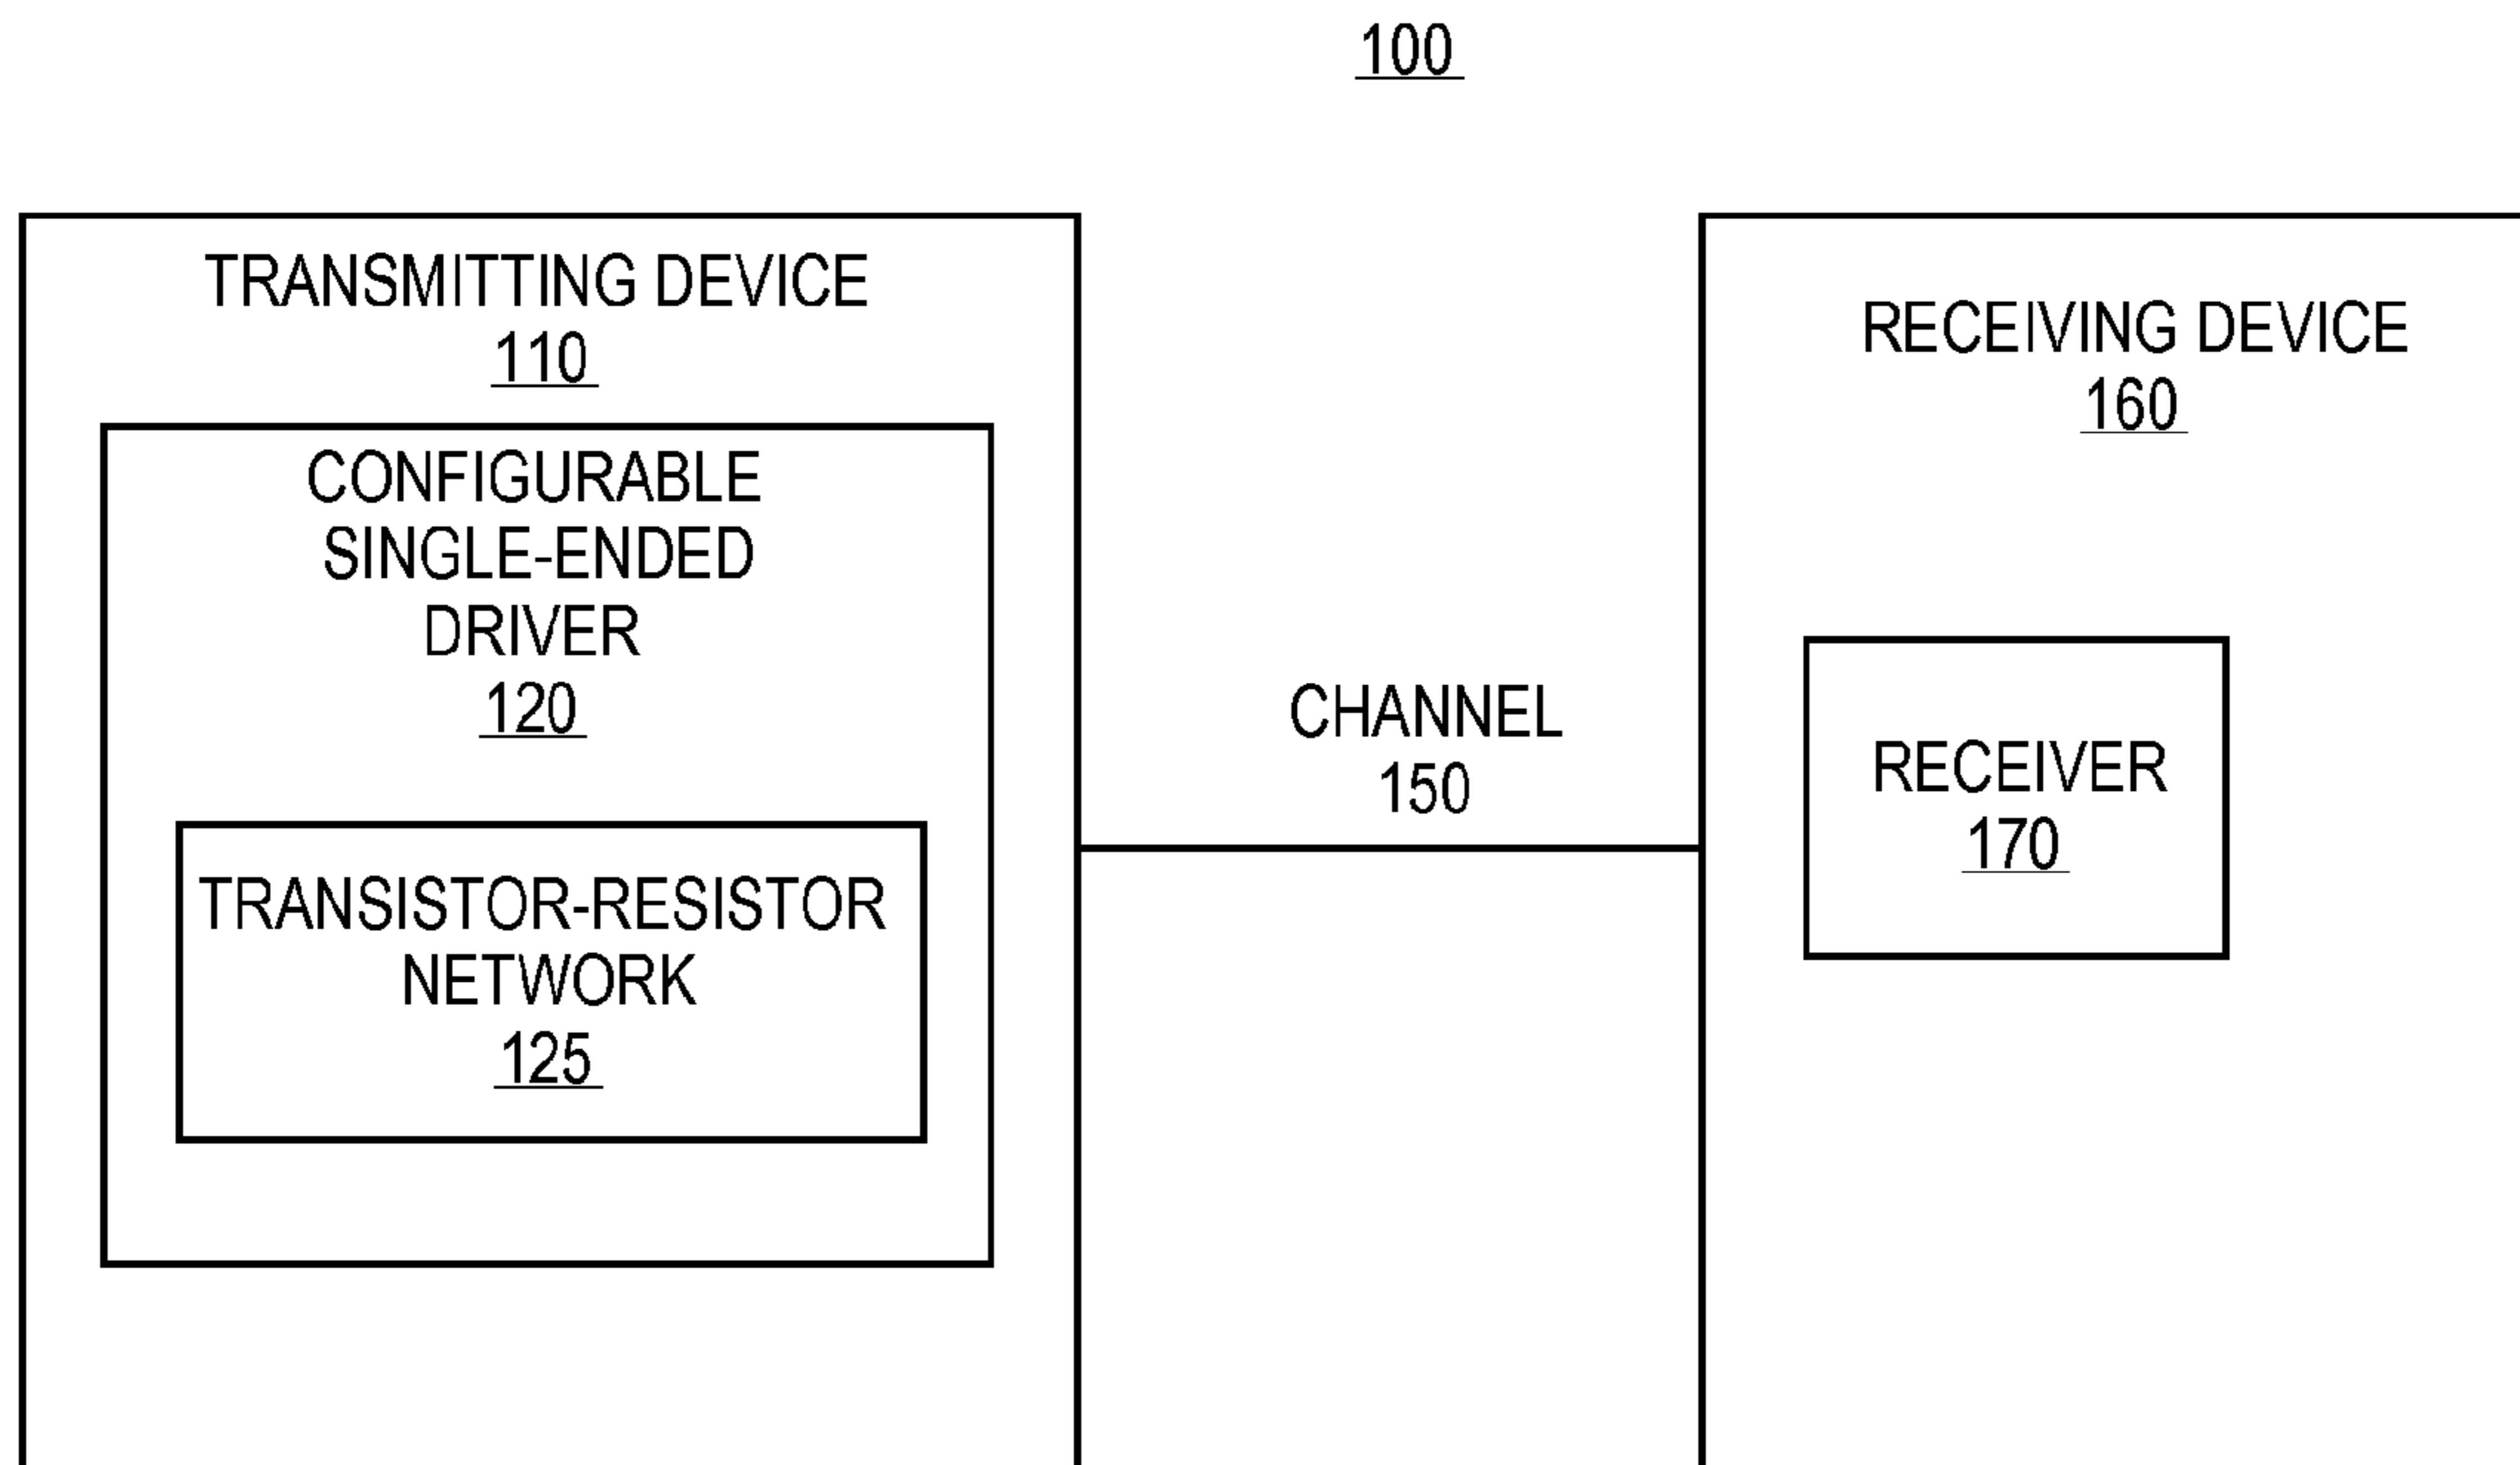 100
TRANSMITTING DEVICE
110
CONFIGURABLE
SINGLE-ENDED
DRIVER
120
TRANSISTOR-RESISTOR
NETWORK
125
CHANNEL
150
RECEIVING DEVICE
160
RECEIVER
170